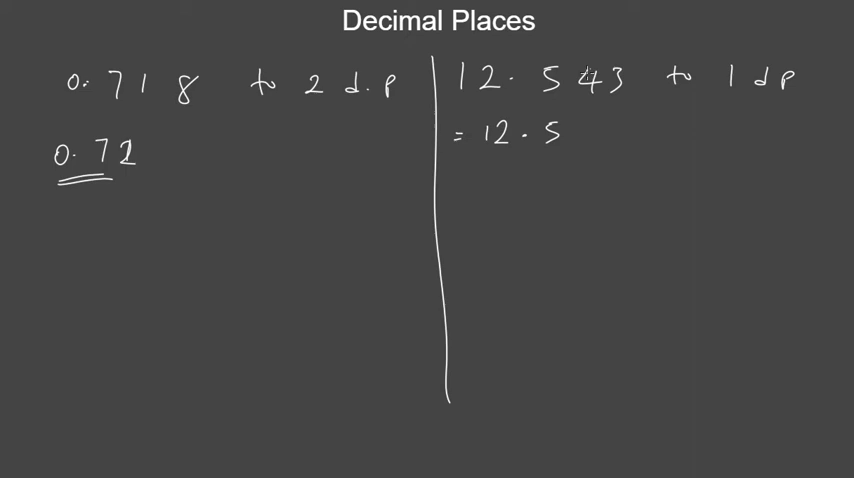 Decimal Places
0.718 to 2 d.p
0.72
12.543 to 1 dp
= 12.5